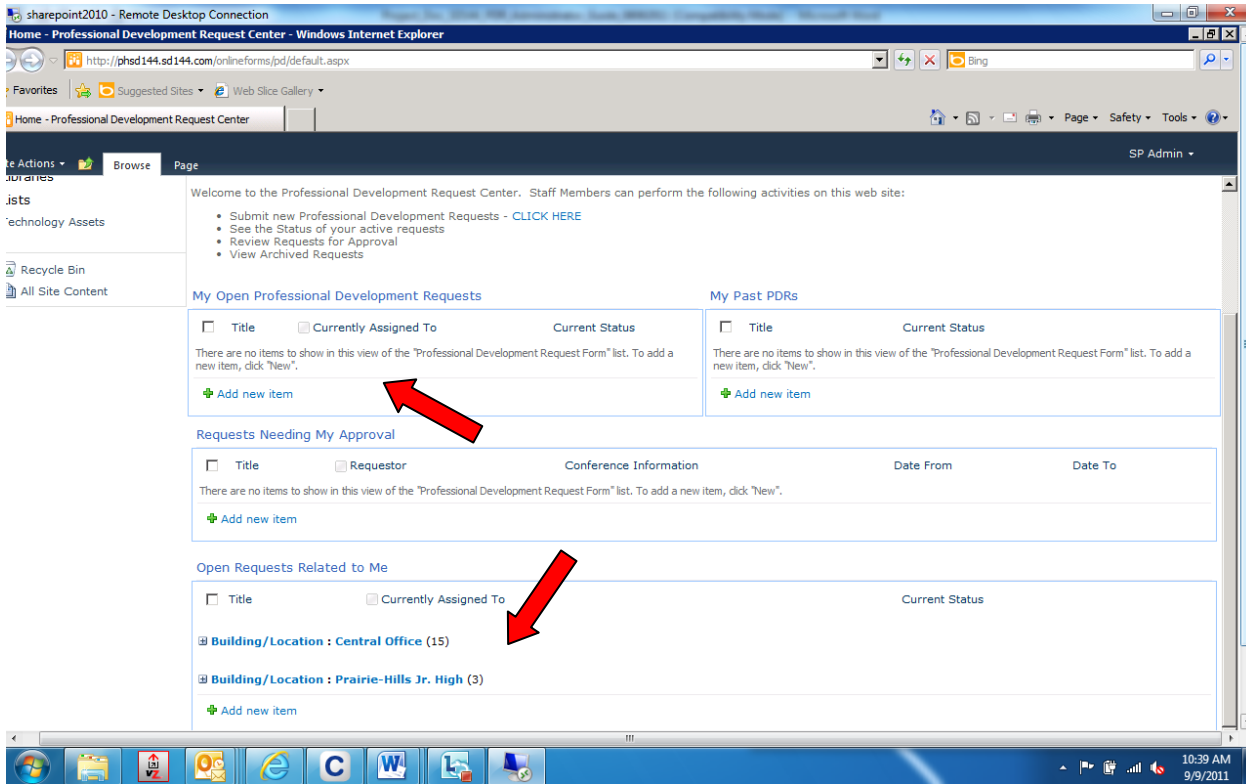 sharepoint2010 - Remote Desktop Connection
Home - Professional Development Request Center - Windows Internet Explorer
http://phsd144.sd144.com/onlineforms/pd/default.aspx
Bing
Favorites Suggested Sites Web Slice Gallery
Home - Professional Development Request Center
Page Safety Tools
SP Admin
te Actions Browse Page
Libraries
Lists
Technology Assets
Recycle Bin
All Site Content
Welcome to the Professional Development Request Center. Staff Members can perform the following activities on this web site:
• Submit new Professional Development Requests - CLICK HERE
• See the Status of your active requests
• Review Requests for Approval
• View Archived Requests
My Open Professional Development Requests
Title Currently Assigned To Current Status
There are no items to show in this view of the "Professional Development Request Form" list. To add a
new item, click "New".
Add new item
My Past PDRs
Title Current Status
There are no items to show in this view of the "Professional Development Request Form" list. To add a
new item, click "New".
Add new item
Requests Needing My Approval
Title Requestor Conference Information Date From Date To
There are no items to show in this view of the "Professional Development Request Form" list. To add a new item, click "New".
Add new item
Open Requests Related to Me
Title Currently Assigned To Current Status
Building/Location : Central Office (15)
Building/Location : Prairie-Hills Jr. High (3)
Add new item
10:39 AM
9/9/2011